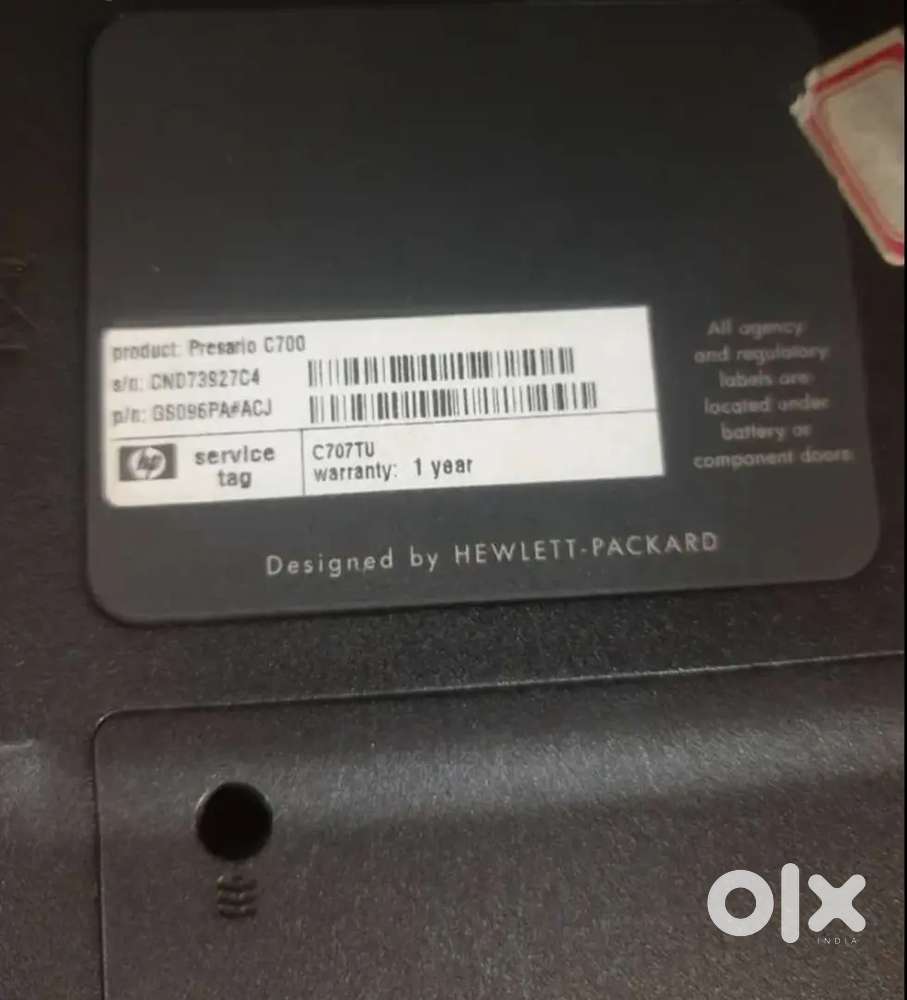 product: Presario C700
s/n: CND73927C4
p/n: GS096PA#ACJ
hp
service
tag
C707TU
warranty: 1 year
All agency
and regulatory
labels are
located under
battery or
component doors.
Designed by HEWLETT-PACKARD
olx
INDIA